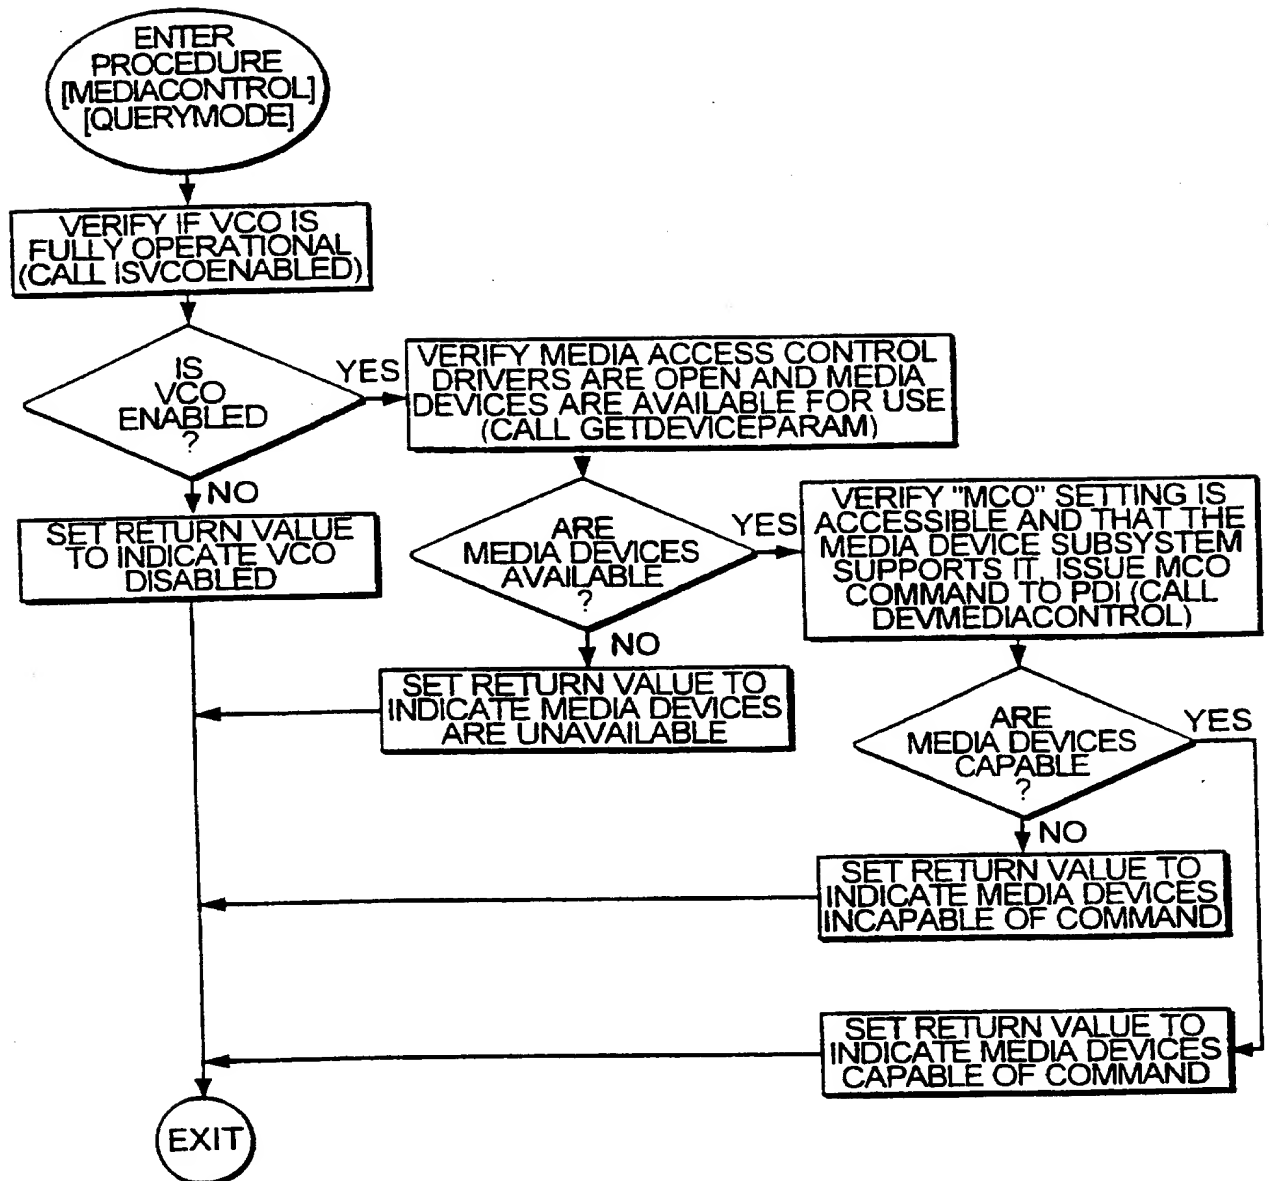 ENTER
PROCEDURE
[MEDIACONTROL]
[QUERYMODE]
VERIFY IF VCO IS
FULLY OPERATIONAL
(CALL ISVCOENABLED)
IS
VCO
ENABLED
?
YES
NO
SET RETURN VALUE
TO INDICATE VCO
DISABLED
VERIFY MEDIA ACCESS CONTROL
DRIVERS ARE OPEN AND MEDIA
DEVICES ARE AVAILABLE FOR USE
(CALL GETDEVICEPARAM)
ARE
MEDIA DEVICES
AVAILABLE
?
YES
NO
SET RETURN VALUE TO
INDICATE MEDIA DEVICES
ARE UNAVAILABLE
VERIFY "MCO" SETTING IS
ACCESSIBLE AND THAT THE
MEDIA DEVICE SUBSYSTEM
SUPPORTS IT. ISSUE MCO
COMMAND TO PDI (CALL
DEVMEDIACONTROL)
ARE
MEDIA DEVICES
CAPABLE
?
YES
NO
SET RETURN VALUE TO
INDICATE MEDIA DEVICES
INCAPABLE OF COMMAND
SET RETURN VALUE TO
INDICATE MEDIA DEVICES
CAPABLE OF COMMAND
EXIT